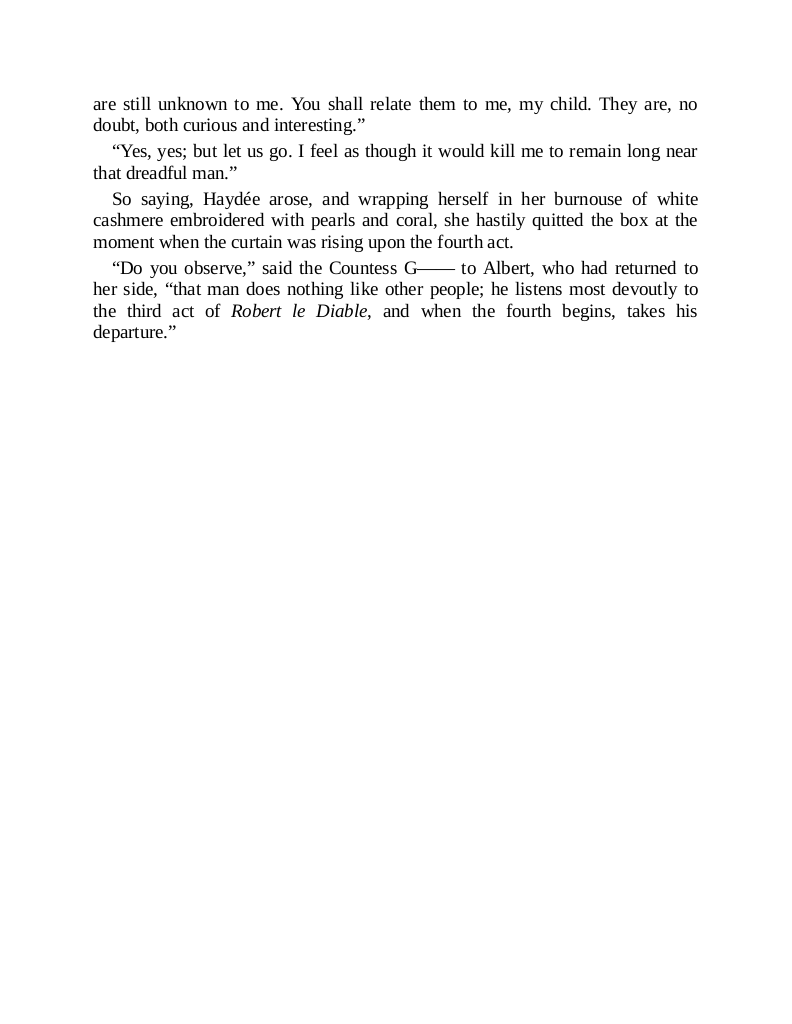 are still unknown to me. You shall relate them to me, my child. They are, no
doubt, both curious and interesting.”
“Yes, yes; but let us go. I feel as though it would kill me to remain long near
that dreadful man.”
So saying, Haydée arose, and wrapping herself in her burnouse of white
cashmere embroidered with pearls and coral, she hastily quitted the box at the
moment when the curtain was rising upon the fourth act.
“Do you observe,” said the Countess G—— to Albert, who had returned to
her side, “that man does nothing like other people; he listens most devoutly to
the third act of Robert le Diable, and when the fourth begins, takes his
departure.”